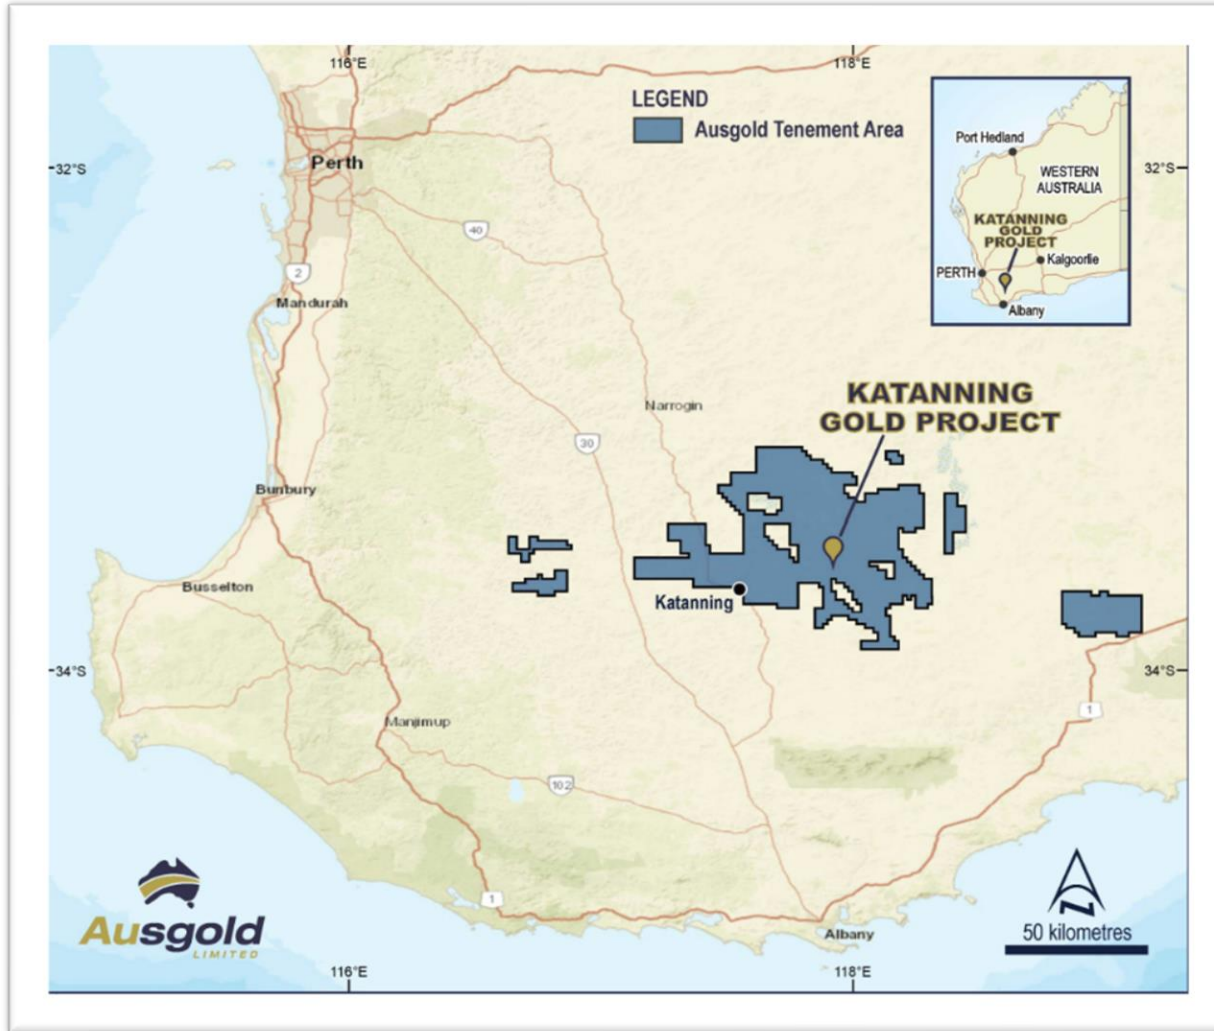 116°E
118°E
LEGEND
Ausgold Tenement Area
Port Hedland
WESTERN
AUSTRALIA
KATANNING
GOLD
PROJECT
Kalgoorlie
PERTH
Albany
32°S
32°S
Perth
40
2
Mandurah
KATANNING
GOLD PROJECT
Narrogin
30
Bunbury
Busselton
Katanning
34°S
34°S
1
Manjimup
102
1
Albany
N
50 kilometres
Ausgold
LIMITED
116°E
118°E